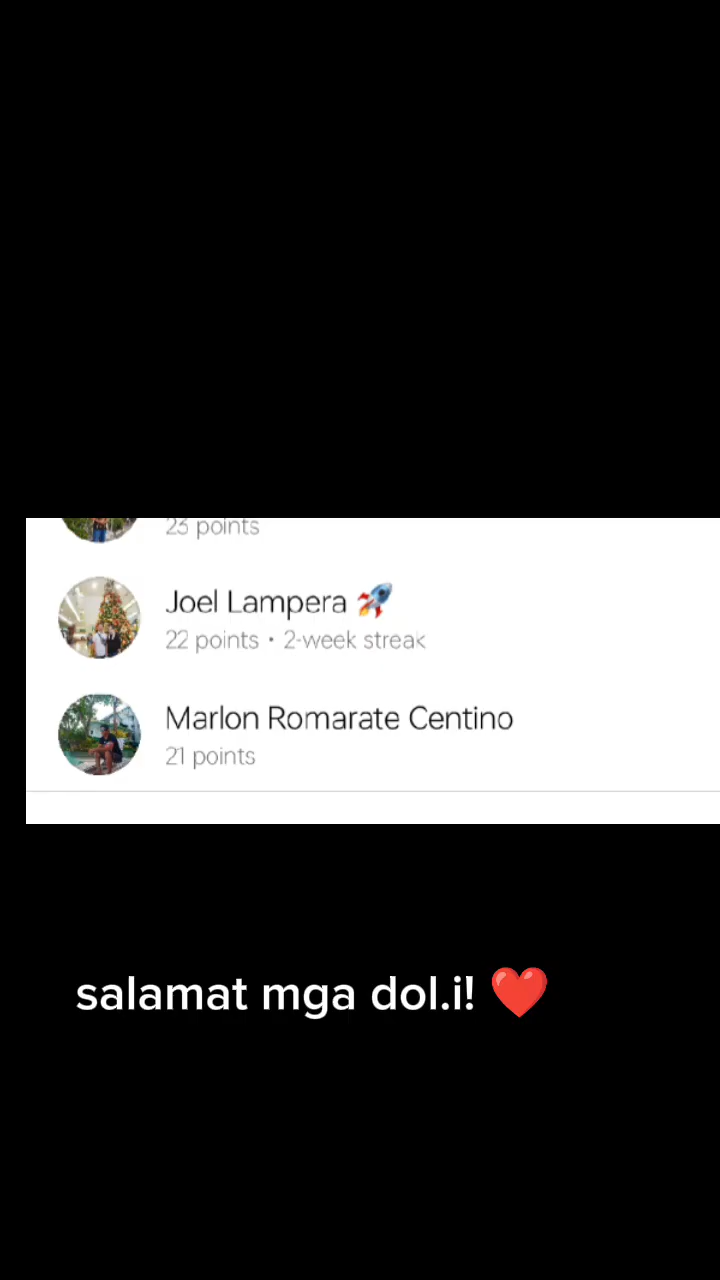 23 points
Joel Lampera 🚀
22 points • 2-week streak
Marlon Romarate Centino
21 points
salamat mga dol.i! ❤️